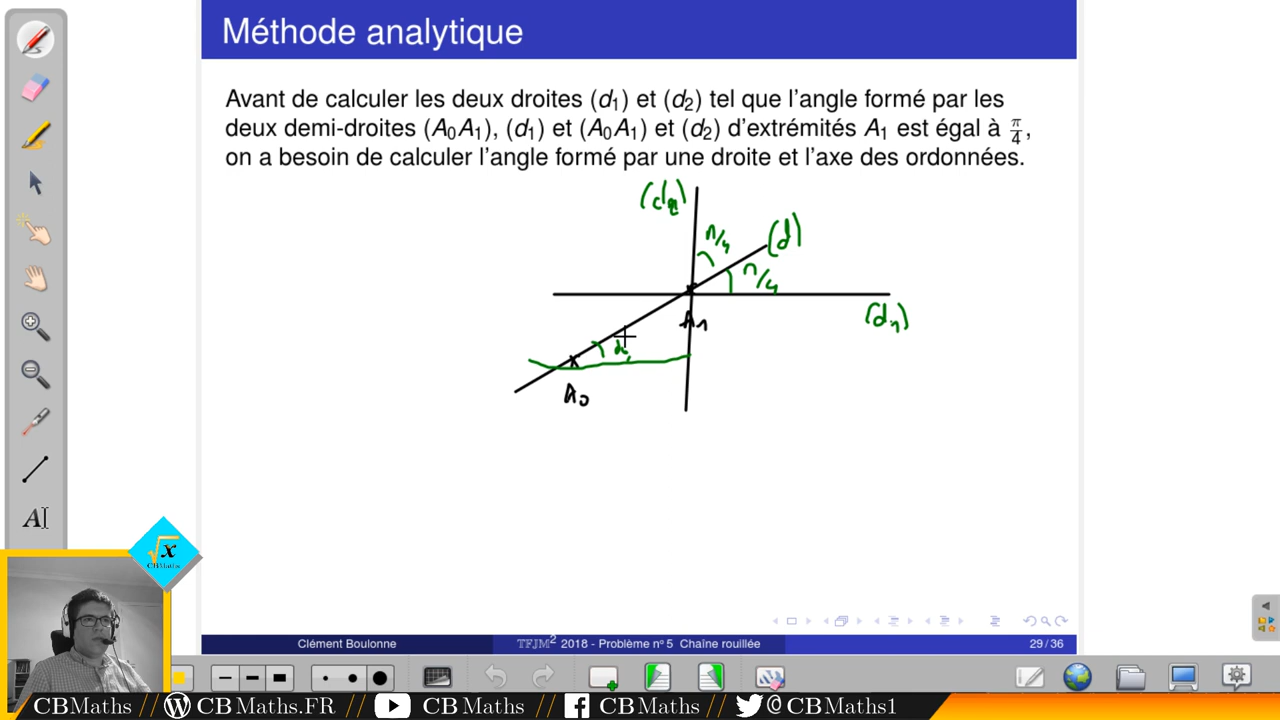 Méthode analytique
Avant de calculer les deux droites (d₁) et (d₂) tel que l'angle formé par les
deux demi-droites (A₀A₁), (d₁) et (A₀A₁) et (d₂) d'extrémités A₁ est égal à π/4,
on a besoin de calculer l'angle formé par une droite et l'axe des ordonnées.
(d₂)
π/4
(d)
π/4
(d₁)
A₁
A₀
A
√x
CBMaths
Clément Boulonne
TFJM² 2018 - Problème nº 5 Chaîne rouillée
29 / 36
CBMaths
CBMaths.FR
CBMaths
CBMaths
@CBMaths1